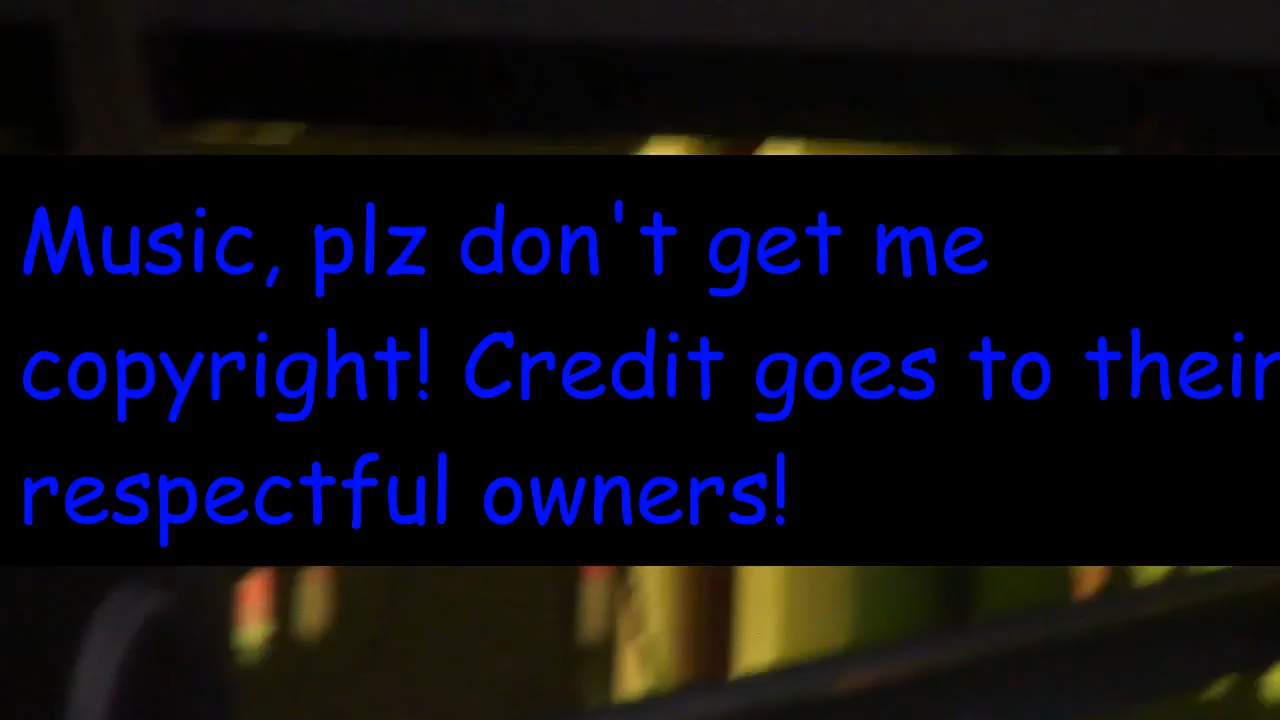 Music, plz don't get me
copyright! Credit goes to their
respectful owners!